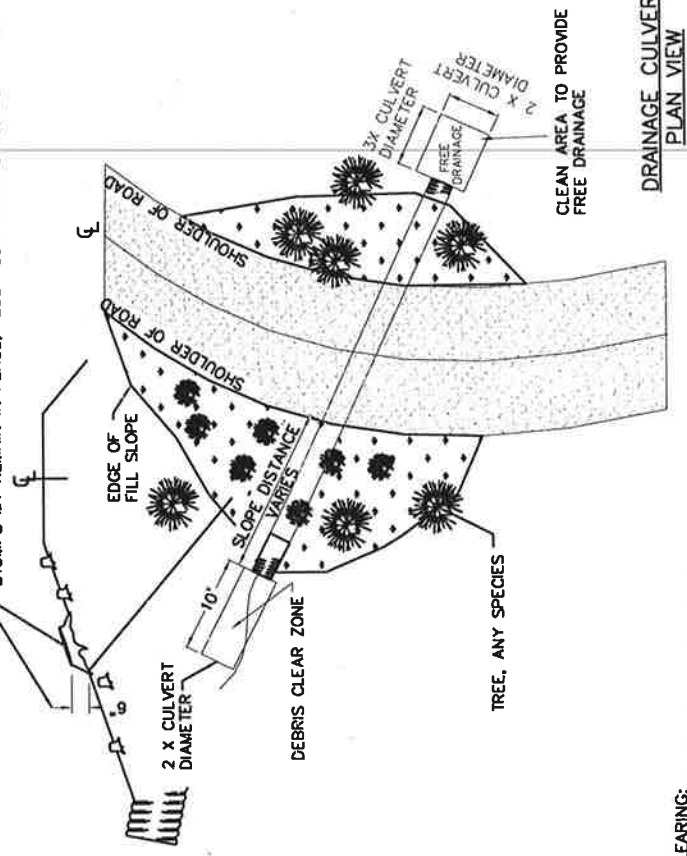 ℄
℄
EDGE OF
FILL SLOPE
SHOULDER OF ROAD
SHOULDER OF ROAD
3X CULVERT
DIAMETER
2 X CULVERT
DIAMETER
FREE
DRAINAGE
CLEAN AREA TO PROVIDE
FREE DRAINAGE
SLOPE DISTANCE
VARIES
10'
6"
2 X CULVERT
DIAMETER
DEBRIS CLEAR ZONE
TREE, ANY SPECIES
DRAINAGE CULVER
PLAN VIEW
EARING: